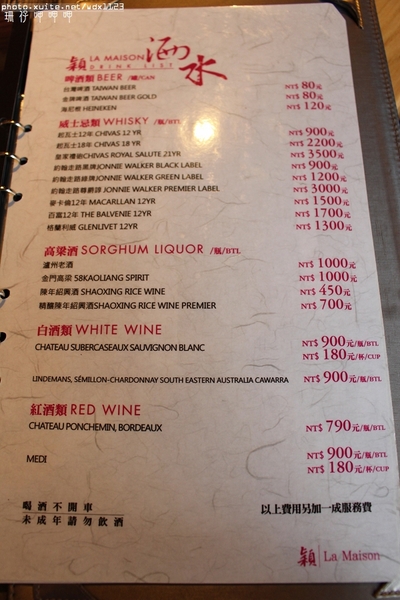 photo.xuite.net/wdx1123
穎 LA MAISON 酒水
DRINK LIST
啤酒類 BEER /罐/CAN
台灣啤酒 TAIWAN BEER NT$ 80元
金牌啤酒 TAIWAN BEER GOLD NT$ 80元
海尼根 HEINEKEN NT$ 120元
威士忌類 WHISKY /瓶/BTL
約瓦士12年 CHIVAS 12 YR NT$ 900元
約瓦士18年 CHIVAS 18 YR NT$ 2200元
皇家禮砲CHIVAS ROYAL SALUTE 21YR NT$ 3500元
約翰走路黑牌JONNIE WALKER BLACK LABEL NT$ 900元
約翰走路綠牌JONNIE WALKER GREEN LABEL NT$ 1200元
約翰走路尊爵牌 JONNIE WALKER PREMIER LABEL NT$ 3000元
麥卡倫12年 MACARLLAN 12YR NT$ 1500元
百富12年 THE BALVENIE 12YR NT$ 1700元
格蘭利威 GLENLIVET 12YR NT$ 1300元
高粱類 SORGHUM LIQUOR /瓶/BTL
瀘州老酒 NT$ 1000元
金門高粱 58KAOLIANG SPIRIT NT$ 1000元
陳年紹興酒 SHAOXING RICE WINE NT$ 450元
精釀陳年紹興酒SHAOXING RICE WINE PREMIER NT$ 700元
白酒類 WHITE WINE
CHATEAU SUBERCASEAUX SAUVIGNON BLANC NT$ 900元/瓶/BTL
NT$ 180元/杯/CUP
LINDEMANS, SÉMILLON-CHARDONNAY SOUTH EASTERN AUSTRALIA CAWARRA NT$ 900元/瓶/BTL
紅酒類 RED WINE
CHATEAU PONCHEMIN, BORDEAUX NT$ 790元/瓶/BTL
MEDI NT$ 900元/瓶/BTL
NT$ 180元/杯/CUP
喝酒不開車
未成年請勿飲酒
以上費用另加一成服務費
穎 La Maison